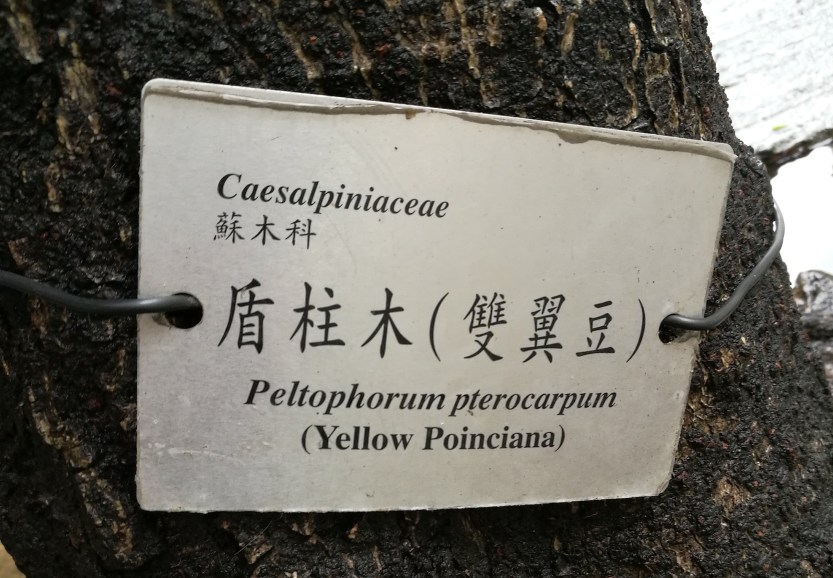 Caesalpiniaceae
蘇木科
盾柱木(雙翼豆)
Peltophorum pterocarpum
(Yellow Poinciana)